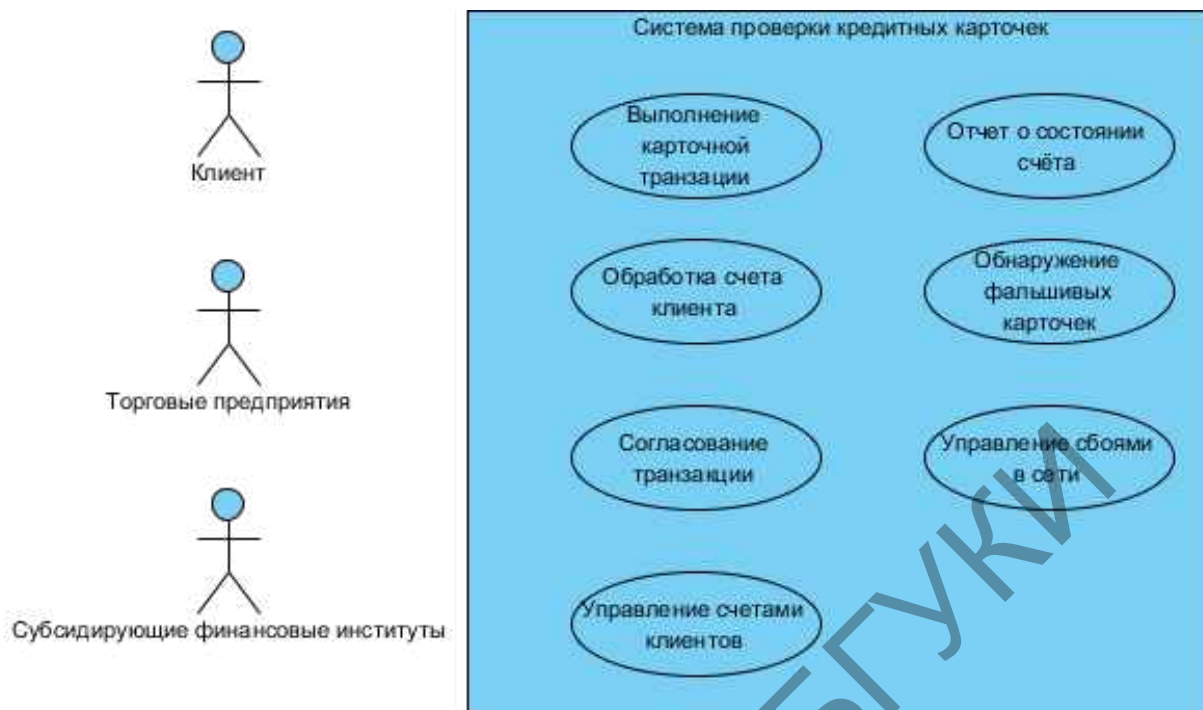 Система проверки кредитных карточек
Клиент
Торговые предприятия
Субсидирующие финансовые институты
Выполнение
карточной
транзации
Отчет о состоянии
счёта
Обработка счета
клиента
Обнаружение
фальшивых
карточек
Согласование
транзакции
Управление сбоями
в сети
Управление счетами
клиентов
БГУКИ